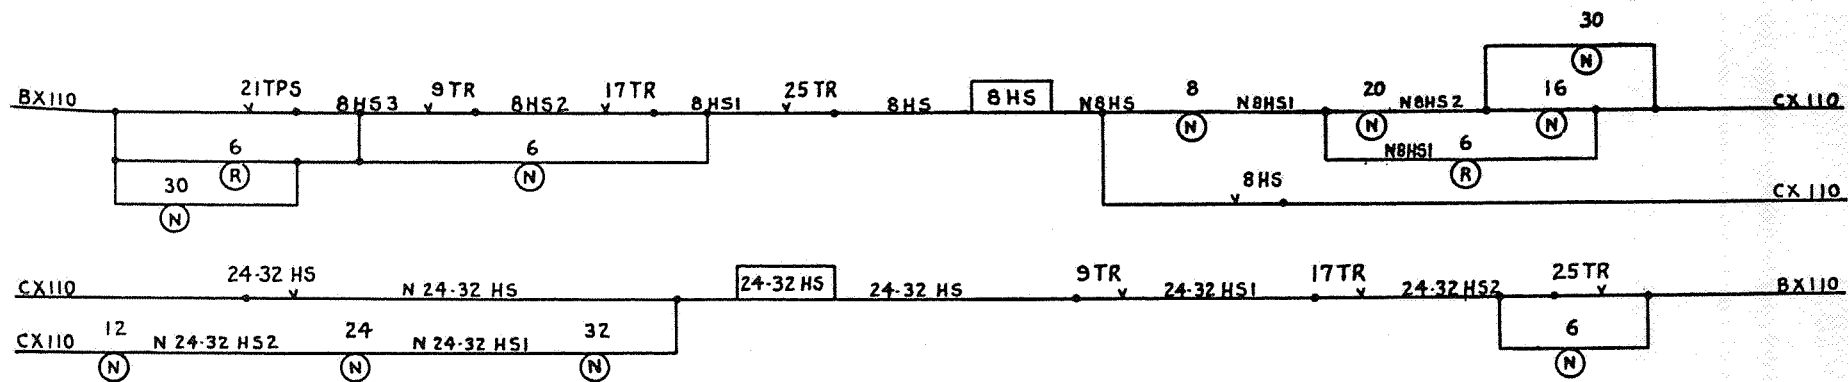 30
21TPS 9TR 17TR 25TR 8HS 8 20 16
BX110 8HS3 8HS2 8HS1 8HS N8HS N8HS1 N8HS2 CX110
N N N N
6 6 N8HS1 6
R N R
30 8HS CX110
N
24-32 HS 24-32 HS 9TR 17TR 25TR
CX110 N 24-32 HS 24-32 HS 24-32 HS1 24-32 HS2 BX110
12 24 32 6
CX110 N 24-32 HS2 N 24-32 HS1
N N N N